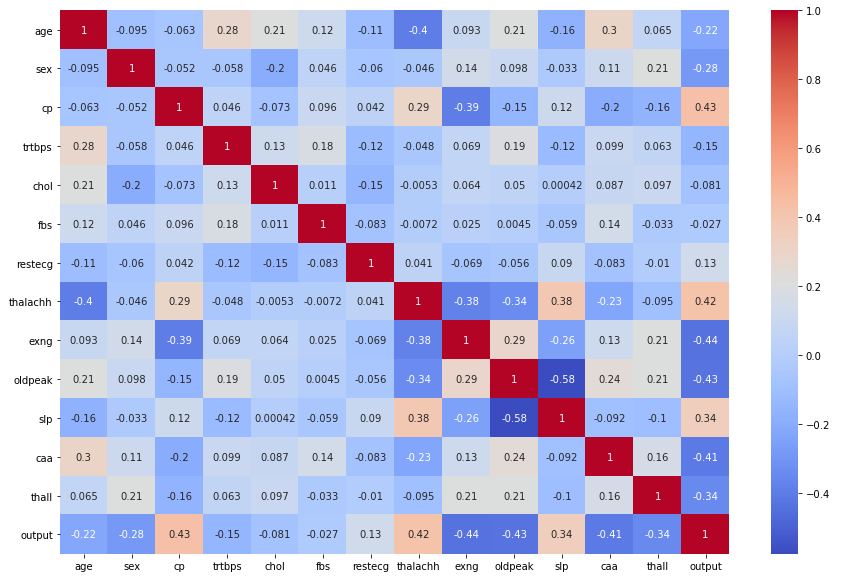 age 1 -0.095 -0.063 0.28 0.21 0.12 -0.11 -0.4 0.093 0.21 -0.16 0.3 0.065 -0.22
sex -0.095 1 -0.052 -0.058 -0.2 0.046 -0.06 -0.046 0.14 0.098 -0.033 0.11 0.21 -0.28
cp -0.063 -0.052 1 0.046 -0.073 0.096 0.042 0.29 -0.39 -0.15 0.12 -0.2 -0.16 0.43
trtbps 0.28 -0.058 0.046 1 0.13 0.18 -0.12 -0.048 0.069 0.19 -0.12 0.099 0.063 -0.15
chol 0.21 -0.2 -0.073 0.13 1 0.011 -0.15 -0.0053 0.064 0.05 0.00042 0.087 0.097 -0.081
fbs 0.12 0.046 0.096 0.18 0.011 1 -0.083 -0.0072 0.025 0.0045 -0.059 0.14 -0.033 -0.027
restecg -0.11 -0.06 0.042 -0.12 -0.15 -0.083 1 0.041 -0.069 -0.056 0.09 -0.083 -0.01 0.13
thalachh -0.4 -0.046 0.29 -0.048 -0.0053 -0.0072 0.041 1 -0.38 -0.34 0.38 -0.23 -0.095 0.42
exng 0.093 0.14 -0.39 0.069 0.064 0.025 -0.069 -0.38 1 0.29 -0.26 0.13 0.21 -0.44
oldpeak 0.21 0.098 -0.15 0.19 0.05 0.0045 -0.056 -0.34 0.29 1 -0.58 0.24 0.21 -0.43
slp -0.16 -0.033 0.12 -0.12 0.00042 -0.059 0.09 0.38 -0.26 -0.58 1 -0.092 -0.1 0.34
caa 0.3 0.11 -0.2 0.099 0.087 0.14 -0.083 -0.23 0.13 0.24 -0.092 1 0.16 -0.41
thall 0.065 0.21 -0.16 0.063 0.097 -0.033 -0.01 -0.095 0.21 0.21 -0.1 0.16 1 -0.34
output -0.22 -0.28 0.43 -0.15 -0.081 -0.027 0.13 0.42 -0.44 -0.43 0.34 -0.41 -0.34 1
age sex cp trtbps chol fbs restecg thalachh exng oldpeak slp caa thall output
1.0
0.8
0.6
0.4
0.2
0.0
−0.2
−0.4